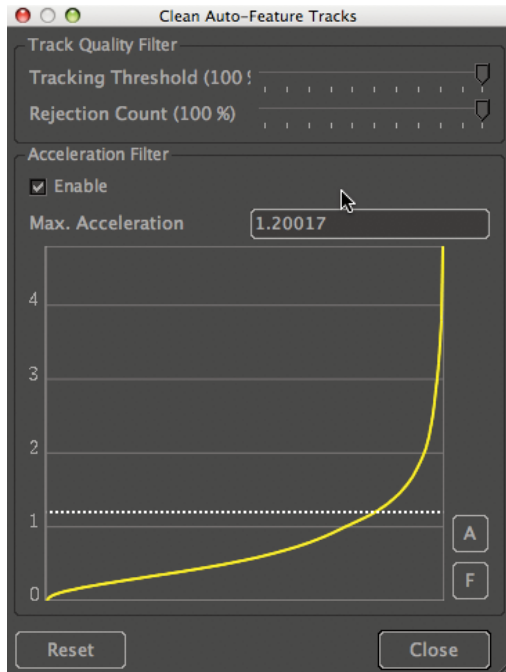 Clean Auto-Feature Tracks
Track Quality Filter
Tracking Threshold (100 %
Rejection Count (100 %)
Acceleration Filter
Enable
Max. Acceleration 1.20017
4
3
2
1
A
F
0
Reset Close